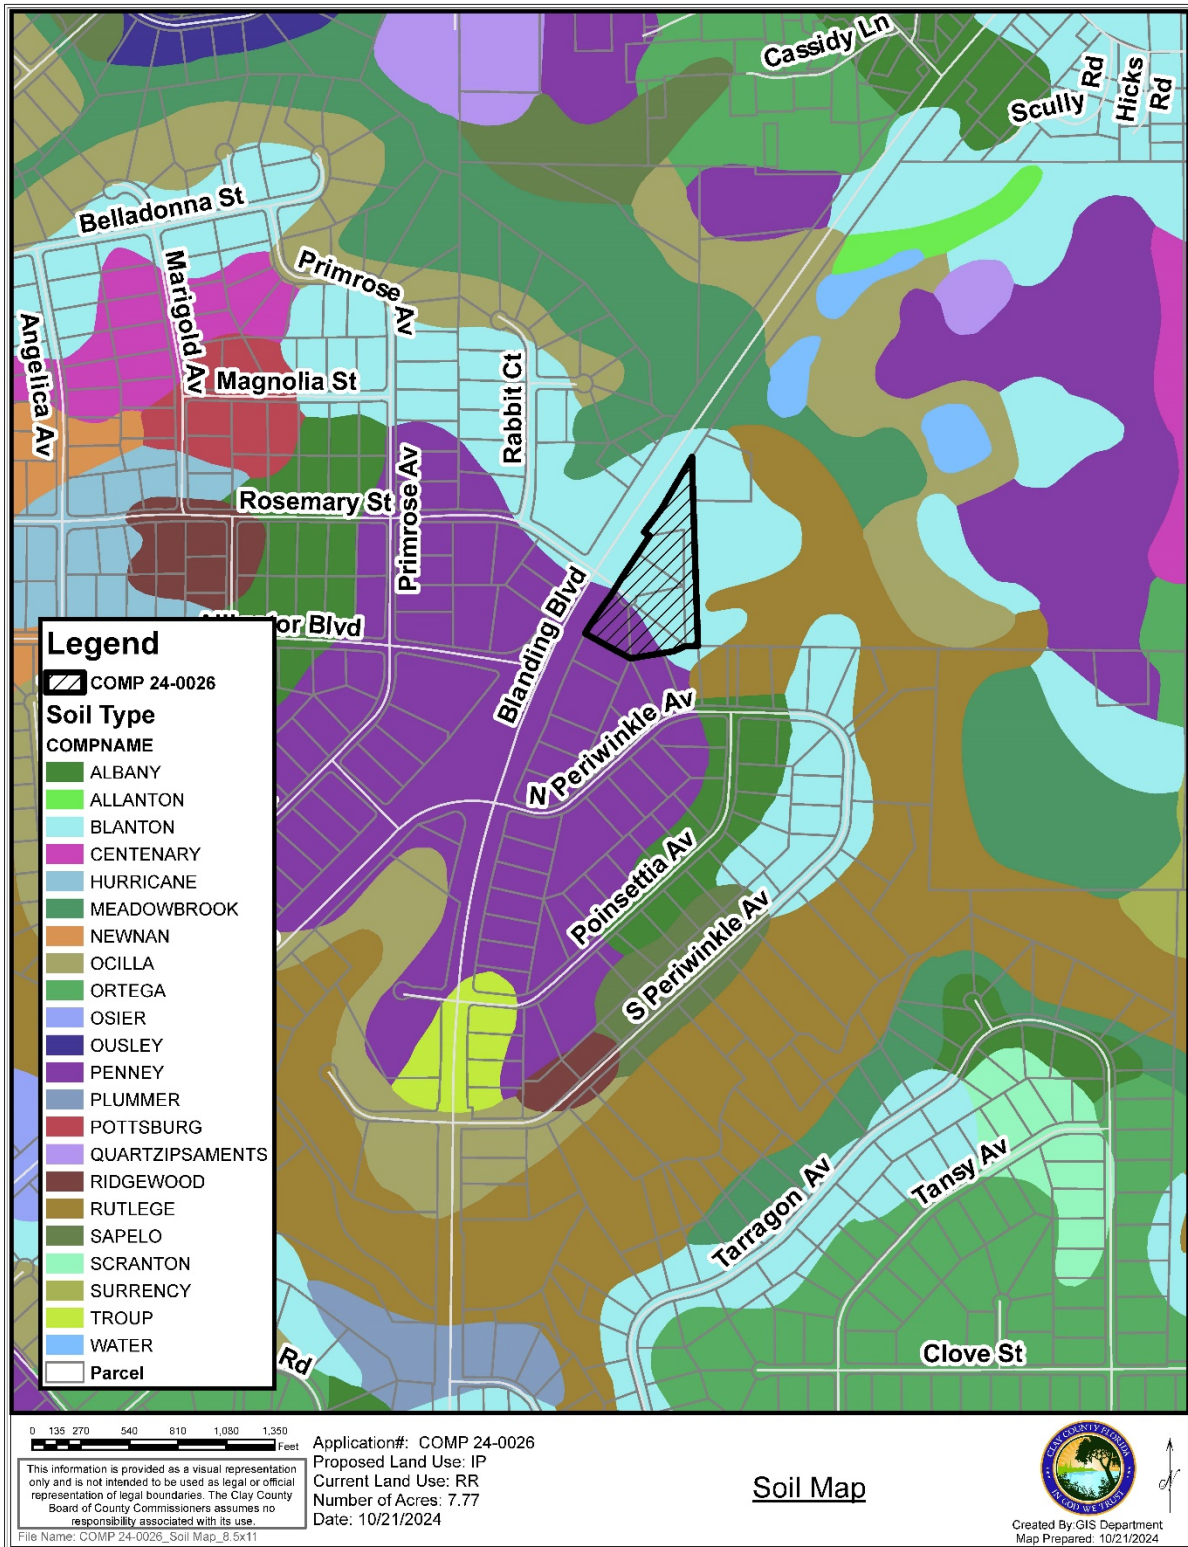 Cassidy Ln
Scully Rd
Hicks Rd
Belladonna St
Marigold Av
Primrose Av
Angelica Av
Magnolia St
Rabbit Ct
Rosemary St
Primrose Av
Blvd
Blanding Blvd
N Periwinkle Av
Poinsettia Av
S Periwinkle Av
Tarragon Av
Tansy Av
Clove St
Rd
Legend
COMP 24-0026
Soil Type
COMPNAME
ALBANY
ALLANTON
BLANTON
CENTENARY
HURRICANE
MEADOWBROOK
NEWNAN
OCILLA
ORTEGA
OSIER
OUSLEY
PENNEY
PLUMMER
POTTSBURG
QUARTZIPSAMENTS
RIDGEWOOD
RUTLEGE
SAPELO
SCRANTON
SURRENCY
TROUP
WATER
Parcel
0 135 270 540 810 1,080 1,350
Feet
This information is provided as a visual representation
only and is not intended to be used as legal or official
representation of legal boundaries. The Clay County
Board of County Commissioners assumes no
responsibility associated with its use.
File Name: COMP 24-0026_Soil Map_8.5x11
Application#: COMP 24-0026
Proposed Land Use: IP
Current Land Use: RR
Number of Acres: 7.77
Date: 10/21/2024
Soil Map
CLAY COUNTY FLORIDA
IN GOD WE TRUST
N
Created By:GIS Department
Map Prepared: 10/21/2024